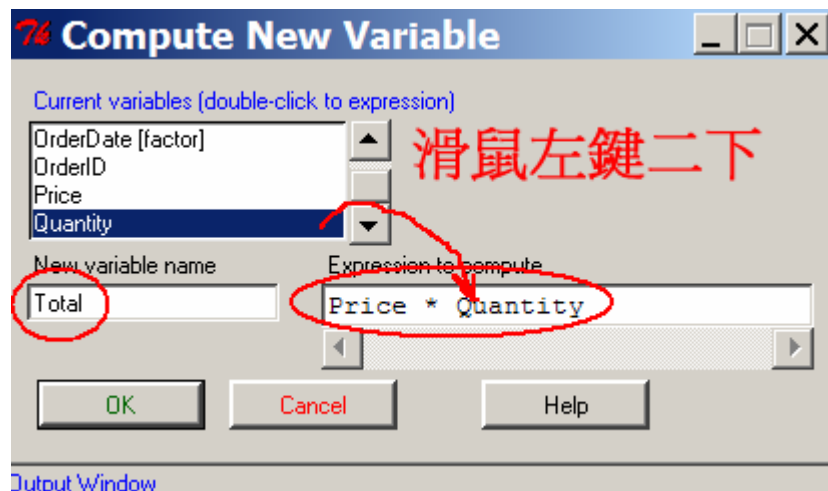 Compute New Variable
Current variables (double-click to expression)
OrderDate [factor]
OrderID
Price
Quantity
滑鼠左鍵二下
New variable name
Expression to compute
Total
Price * Quantity
OK
Cancel
Help
Output Window